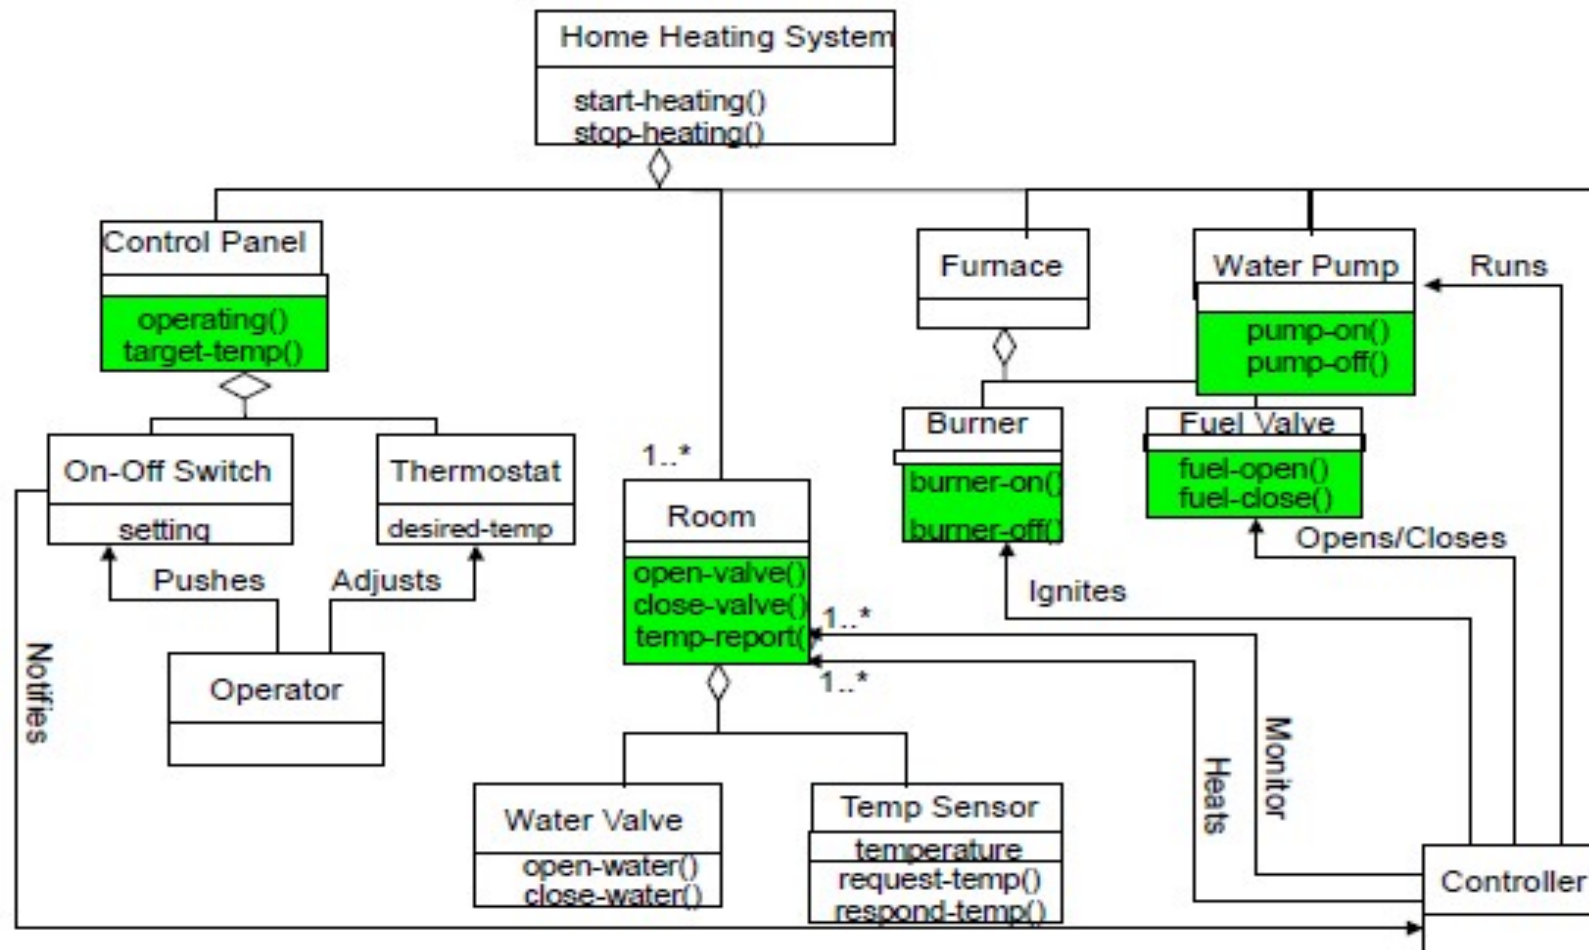 Home Heating System
start-heating()
stop-heating()
Control Panel
operating()
target-temp()
Furnace
Water Pump
pump-on()
pump-off()
Runs
On-Off Switch
setting
Thermostat
desired-temp
1..*
Room
open-valve()
close-valve()
temp-report(
Burner
burner-on()
burner-off()
Fuel Valve
fuel-open()
fuel-close()
Opens/Closes
Ignites
Pushes
Adjusts
Operator
Notifies
1..*
1..*
Monitor
Heats
Water Valve
open-water()
close-water()
Temp Sensor
temperature
request-temp()
respond-temp()
Controller